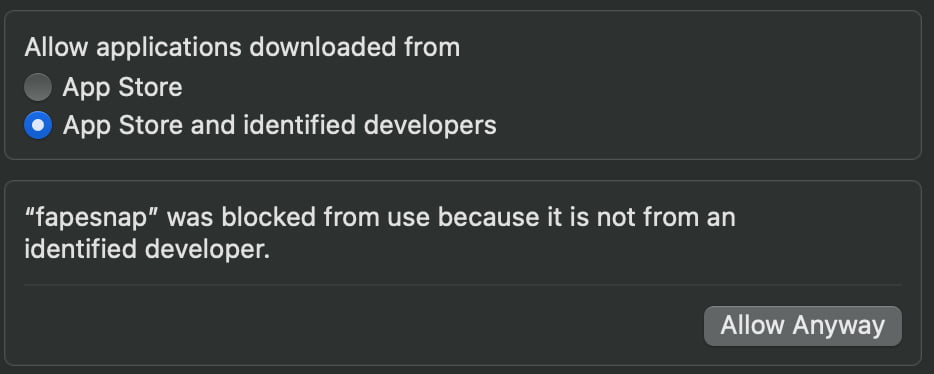 Allow applications downloaded from
App Store
App Store and identified developers
“fapesnap” was blocked from use because it is not from an
identified developer.
Allow Anyway